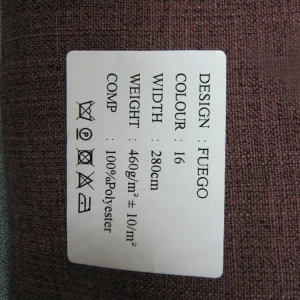 DESIGN : FUEGO
COLOUR : 16
WIDTH : 280cm
WEIGHT : 460g/m² ± 10/m²
COMP : 100%Polyester